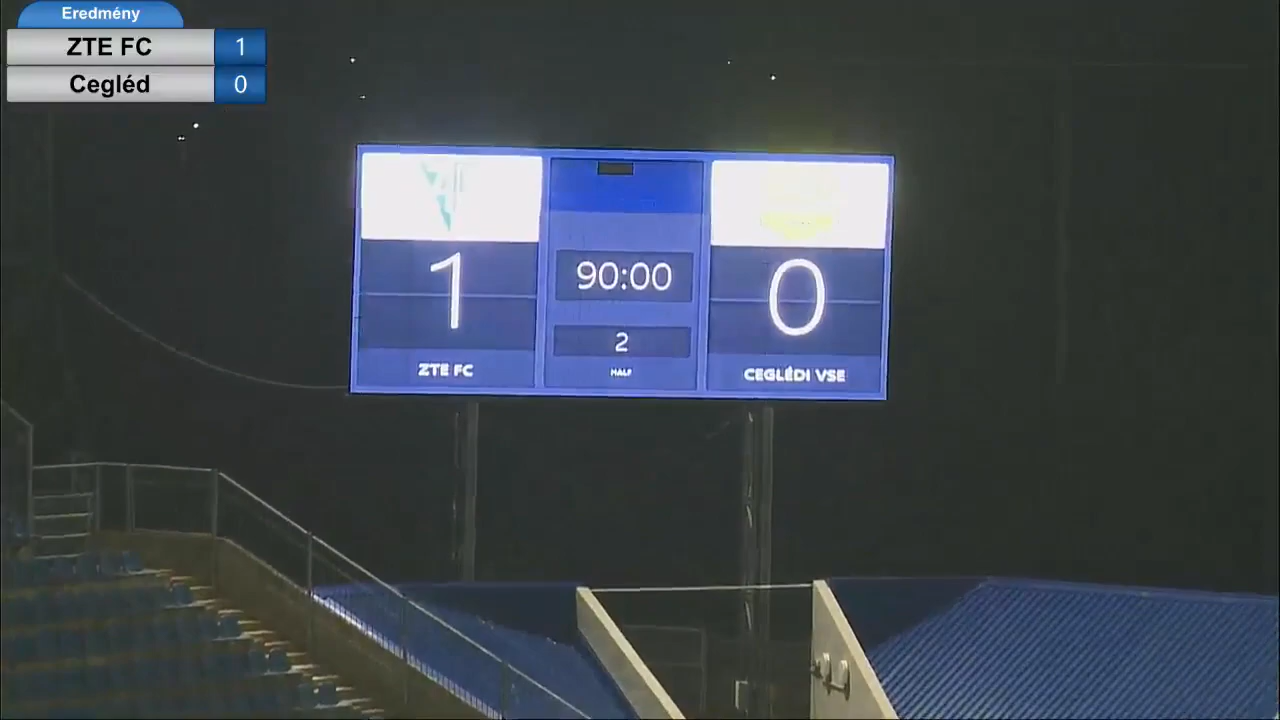 Eredmény
ZTE FC 1
Cegléd 0
1
90:00
0
2
HALF
ZTE FC
CEGLÉDI VSE